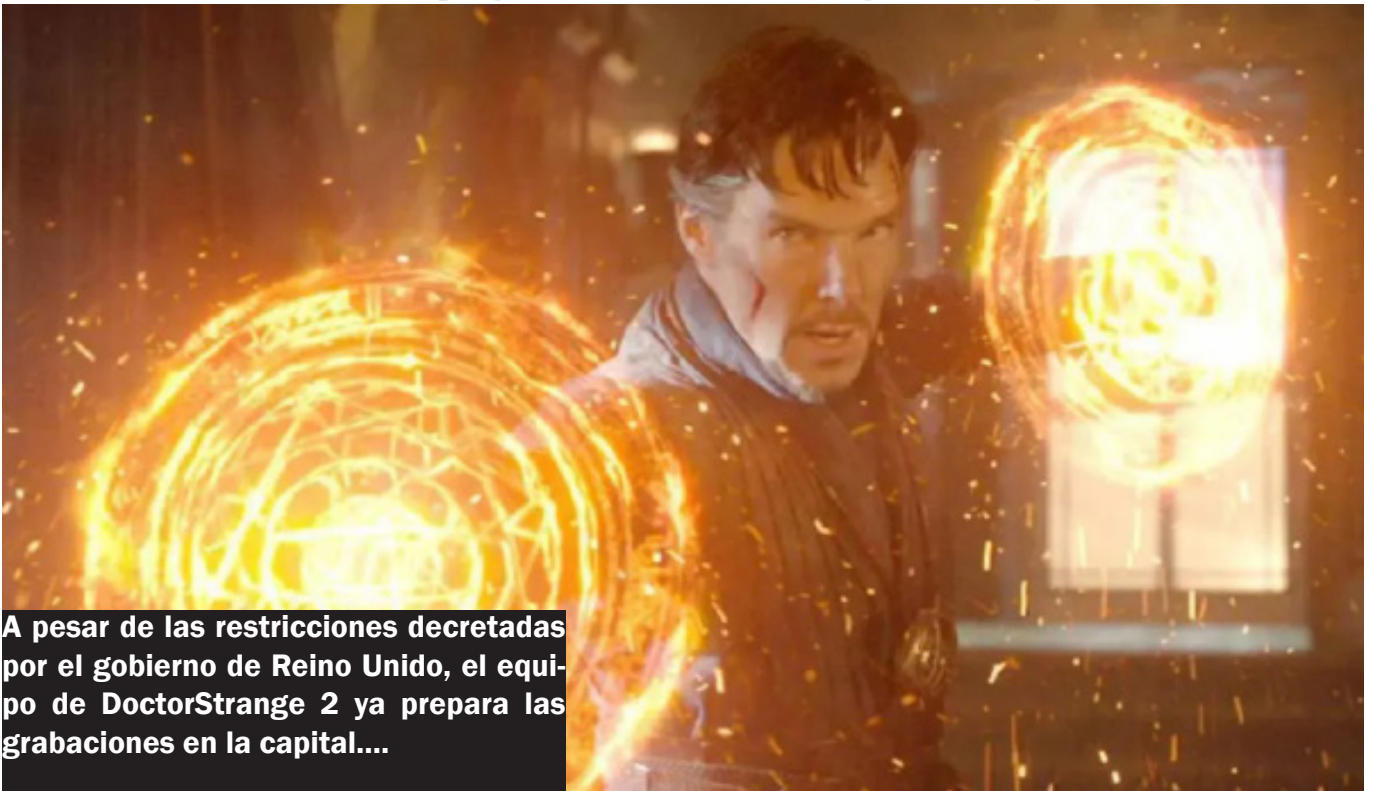 A pesar de las restricciones decretadas
por el gobierno de Reino Unido, el equi-
po de DoctorStrange 2 ya prepara las
grabaciones en la capital....